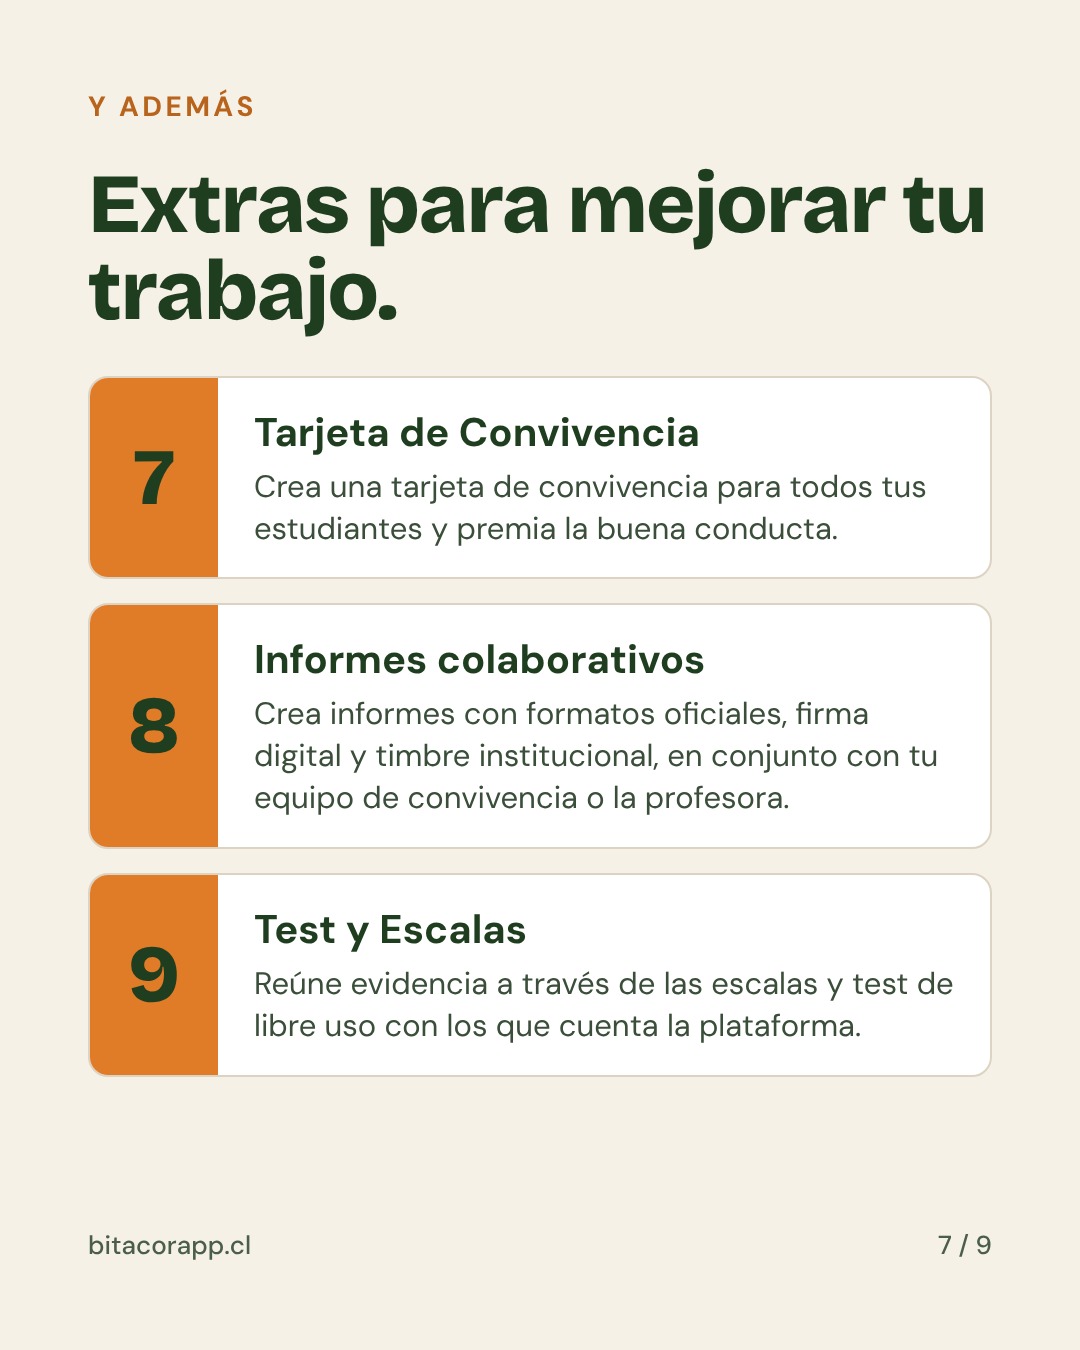 Y ADEMÁS
Extras para mejorar tu
trabajo.
7
Tarjeta de Convivencia
Crea una tarjeta de convivencia para todos tus
estudiantes y premia la buena conducta.
8
Informes colaborativos
Crea informes con formatos oficiales, firma
digital y timbre institucional, en conjunto con tu
equipo de convivencia o la profesora.
9
Test y Escalas
Reúne evidencia a través de las escalas y test de
libre uso con los que cuenta la plataforma.
bitacorapp.cl
7 / 9